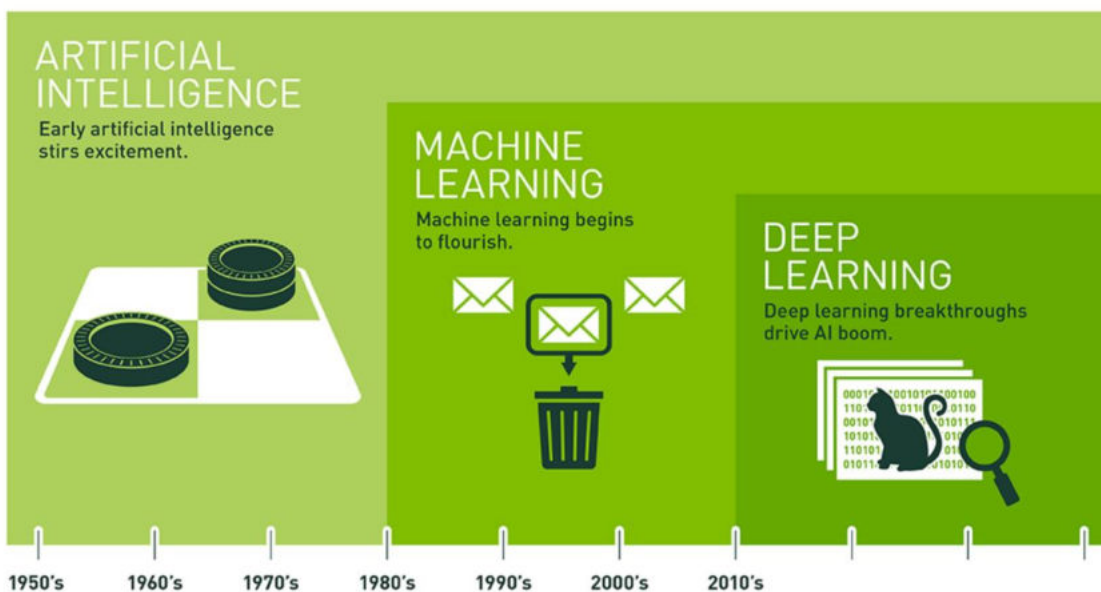 ARTIFICIAL
INTELLIGENCE
Early artificial intelligence
stirs excitement.
MACHINE
LEARNING
Machine learning begins
to flourish.
DEEP
LEARNING
Deep learning breakthroughs
drive AI boom.
1950's 1960's 1970's 1980's 1990's 2000's 2010's